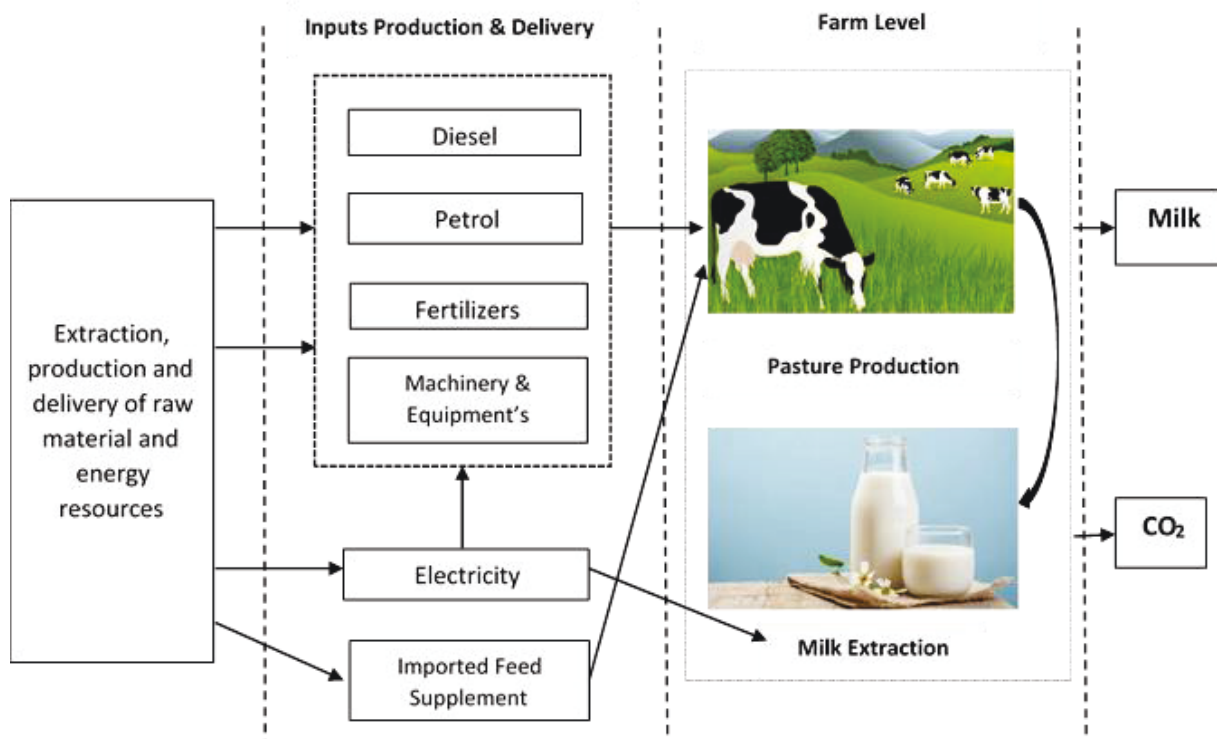 Inputs Production & Delivery
Farm Level
Diesel
Petrol
Fertilizers
Machinery &
Equipment's
Extraction,
production and
delivery of raw
material and
energy
resources
Electricity
Imported Feed
Supplement
Pasture Production
Milk Extraction
Milk
CO₂